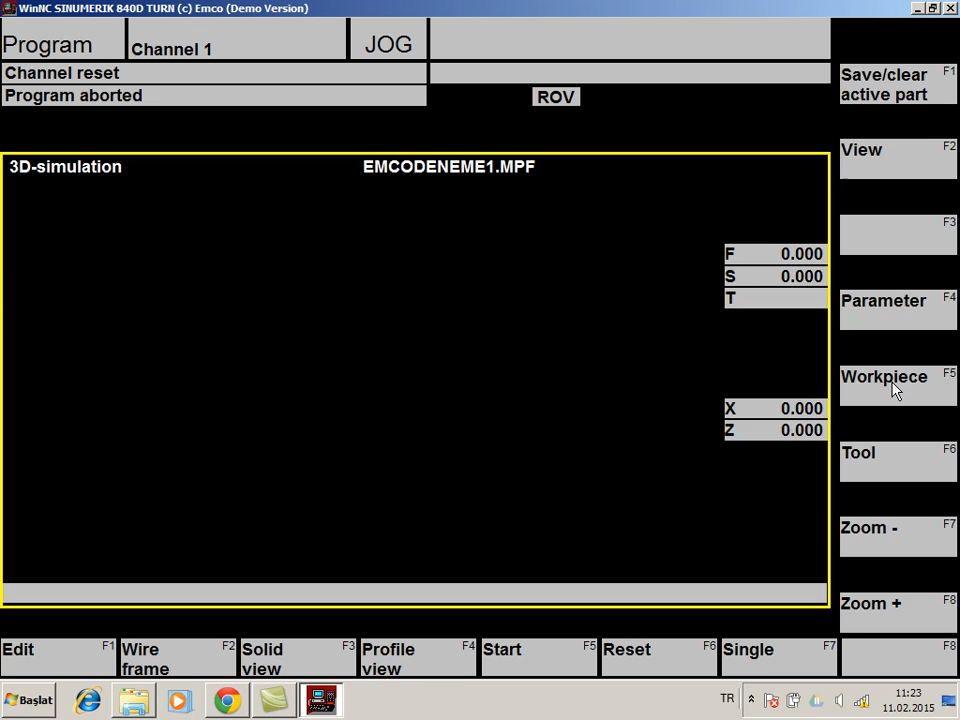 WinNC SINUMERIK 840D TURN (c) Emco (Demo Version)
Program
Channel 1
JOG
Channel reset
Program aborted
ROV
3D-simulation
EMCODENEME1.MPF
F 0.000
S 0.000
T
X 0.000
Z 0.000
Save/clear F1
active part
View F2
F3
Parameter F4
Workpiece F5
Tool F6
Zoom - F7
Zoom + F8
Edit F1
Wire F2
frame
Solid F3
view
Profile F4
view
Start F5
Reset F6
Single F7
F8
Başlat
TR
11:23
11.02.2015